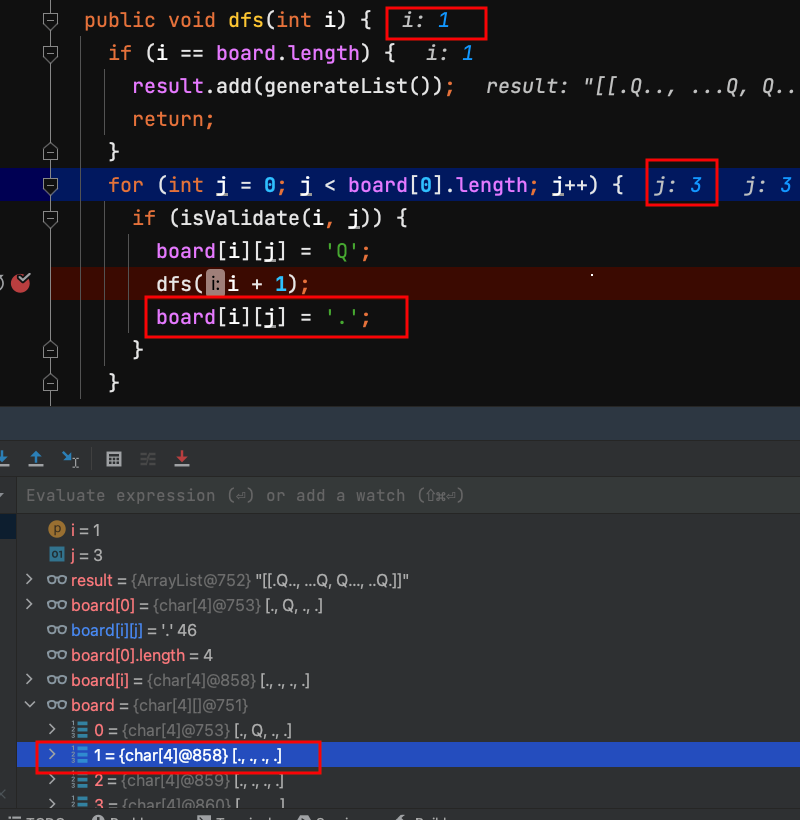 public void dfs(int i) {  i: 1
if (i == board.length) {  i: 1
result.add(generateList());  result: "[[.Q.., ...Q, Q..
return;
}
for (int j = 0; j < board[0].length; j++) {  j: 3  j: 3
if (isValidate(i, j)) {
board[i][j] = 'Q';
dfs( i: i + 1);
board[i][j] = '.';
}
}
Evaluate expression (⏎) or add a watch (⇧⌘⏎)
p i = 1
01 j = 3
result = {ArrayList@752} "[[.Q.., ...Q, Q..., ..Q.]]"
board[0] = {char[4]@753} [., Q, ., .]
board[i][j] = '.' 46
board[0].length = 4
board[i] = {char[4]@858} [., ., ., .]
board = {char[4][]@751}
0 = {char[4]@753} [., Q, ., .]
1 = {char[4]@858} [., ., ., .]
2 = {char[4]@859} [., ., ., .]
3 = {char[4]@860} [., ., ., .]